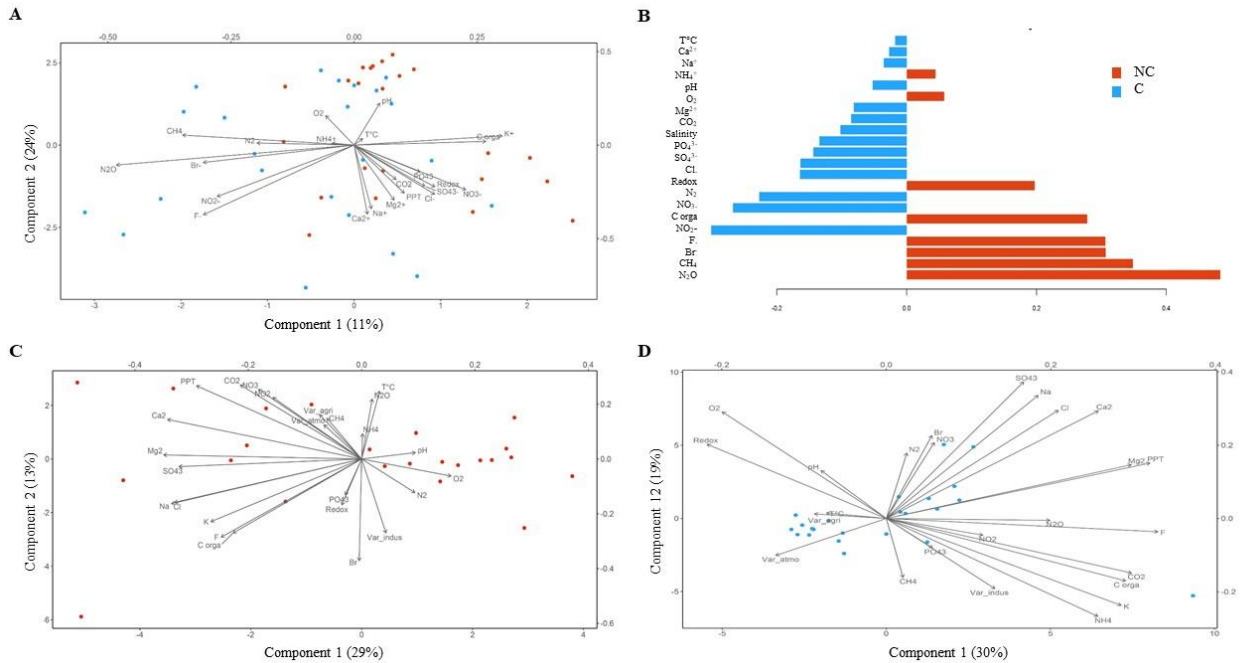 A
-0.50
-0.25
0.00
0.25
2.5
0.5
pH
O2
T°C
CH4
N2
NH4+
C orga
K+
0.0
0.0
N2O
Br-
PO43
CO2
Redox
SO43-
NO3-
PPT
Cl-
NO2-
Mg2+
F-
Na+
Ca2+
-2.5
-0.5
-3
-2
-1
0
1
2
Component 1 (11%)
Component 2 (24%)
B
T°C
Ca²⁺
Na⁺
NH₄⁺
pH
O₂
Mg²⁺
CO₂
Salinity
PO₄³-
SO₄³-
Cl.
Redox
N₂
NO₃-
C orga
NO₂-
F.
Br
CH₄
N₂O
NC
C
-0.2
0.0
0.2
0.4
C
-0.4
-0.2
0.0
0.2
PPT
CO2
NO3
NO2
T°C
N2O
2
0.2
Ca2
Var_agri
CH4
Var_atmo
NH4
Mg2
pH
0
0.0
SO43
O2
N2
Na
Cl
PO43
Redox
-2
-0.2
K
F
C orga
Var_indus
Br
-4
-0.4
-6
-0.6
-4
-2
0
2
4
Component 1 (29%)
Component 2 (13%)
D
-0.2
0.0
0.2
0.4
10
0.4
SO43
Na
O2
Cl
Ca2
Br
NO3
Redox
N2
5
0.2
pH
Mg2
PPT
T°C
Var_agri
N2O
0
0.0
NO2
F
PO43
Var_atmo
CH4
CO2
C orga
Var_indus
-5
-0.2
K
NH4
-5
0
5
10
Component 1 (30%)
Component 12 (19%)